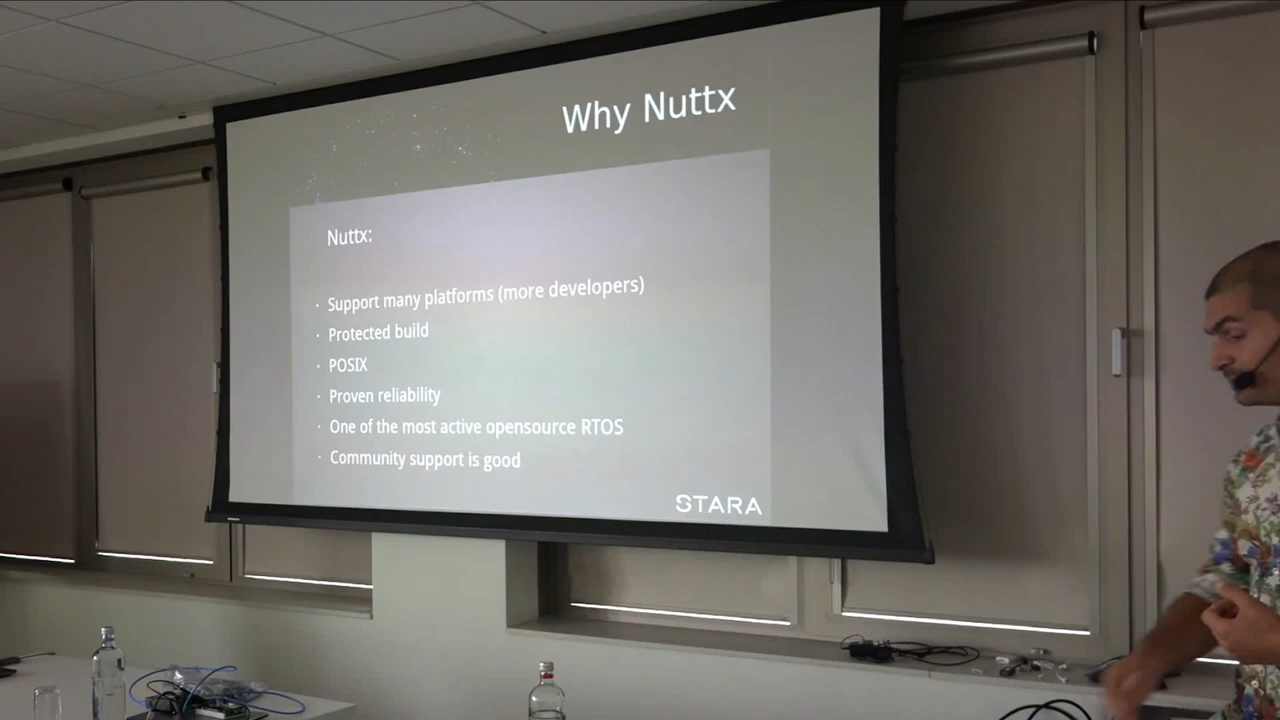 Why Nuttx
Nuttx:
· Support many platforms (more developers)
· Protected build
· POSIX
· Proven reliability
· One of the most active opensource RTOS
· Community support is good
STARA